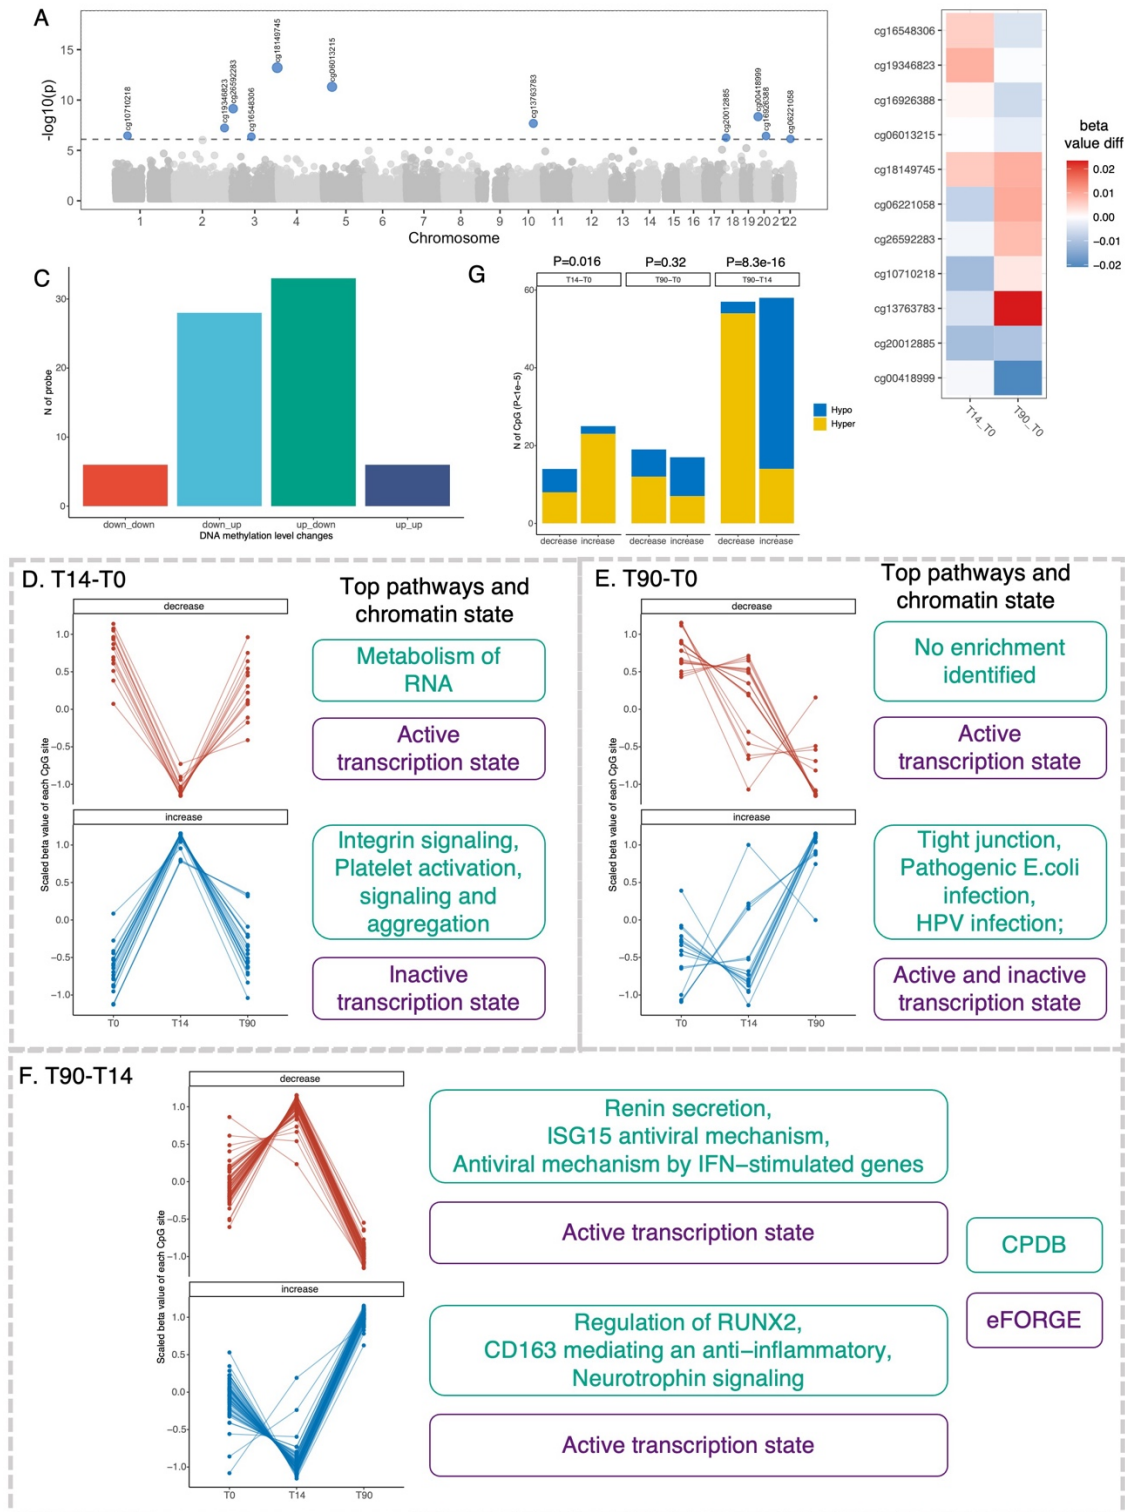 A
-log10(p)
15
10
5
0
cg10710218
cg19346823
cg26592283
cg16548306
cg18149745
cg06013215
cg13763783
cg20012885
cg00418999
cg16926388
cg06221058
1 2 3 4 5 6 7 8 9 10 11 12 13 14 15 16 17 18 19 20 21 22
Chromosome
cg16548306
cg19346823
cg16926388
cg06013215
cg18149745
cg06221058
cg26592283
cg10710218
cg13763783
cg20012885
cg00418999
T14_T0
T90_T0
beta
value diff
0.02
0.01
0.00
−0.01
−0.02
C
N of probe
30
20
10
0
down_down down_up up_down up_up
DNA methylation level changes
G
P=0.016 P=0.32 P=8.3e-16
T14−T0 T90−T0 T90−T14
N of CpG (P<1e−5)
60
40
20
0
decrease increase decrease increase decrease increase
Hypo
Hyper
D. T14-T0
Top pathways and
chromatin state
decrease
1.0
0.5
0.0
−0.5
−1.0
Scaled beta value of each CpG site
increase
1.0
0.5
0.0
−0.5
−1.0
T0 T14 T90
Metabolism of
RNA
Active
transcription state
Integrin signaling,
Platelet activation,
signaling and
aggregation
Inactive
transcription state
E. T90-T0
Top pathways and
chromatin state
decrease
1.0
0.5
0.0
−0.5
−1.0
Scaled beta value of each CpG site
increase
1.0
0.5
0.0
−0.5
−1.0
T0 T14 T90
No enrichment
identified
Active
transcription state
Tight junction,
Pathogenic E.coli
infection,
HPV infection;
Active and inactive
transcription state
F. T90-T14
decrease
1.0
0.5
0.0
−0.5
−1.0
Scaled beta value of each CpG site
increase
1.0
0.5
0.0
−0.5
−1.0
T0 T14 T90
Renin secretion,
ISG15 antiviral mechanism,
Antiviral mechanism by IFN−stimulated genes
Active transcription state
Regulation of RUNX2,
CD163 mediating an anti−inflammatory,
Neurotrophin signaling
Active transcription state
CPDB
eFORGE